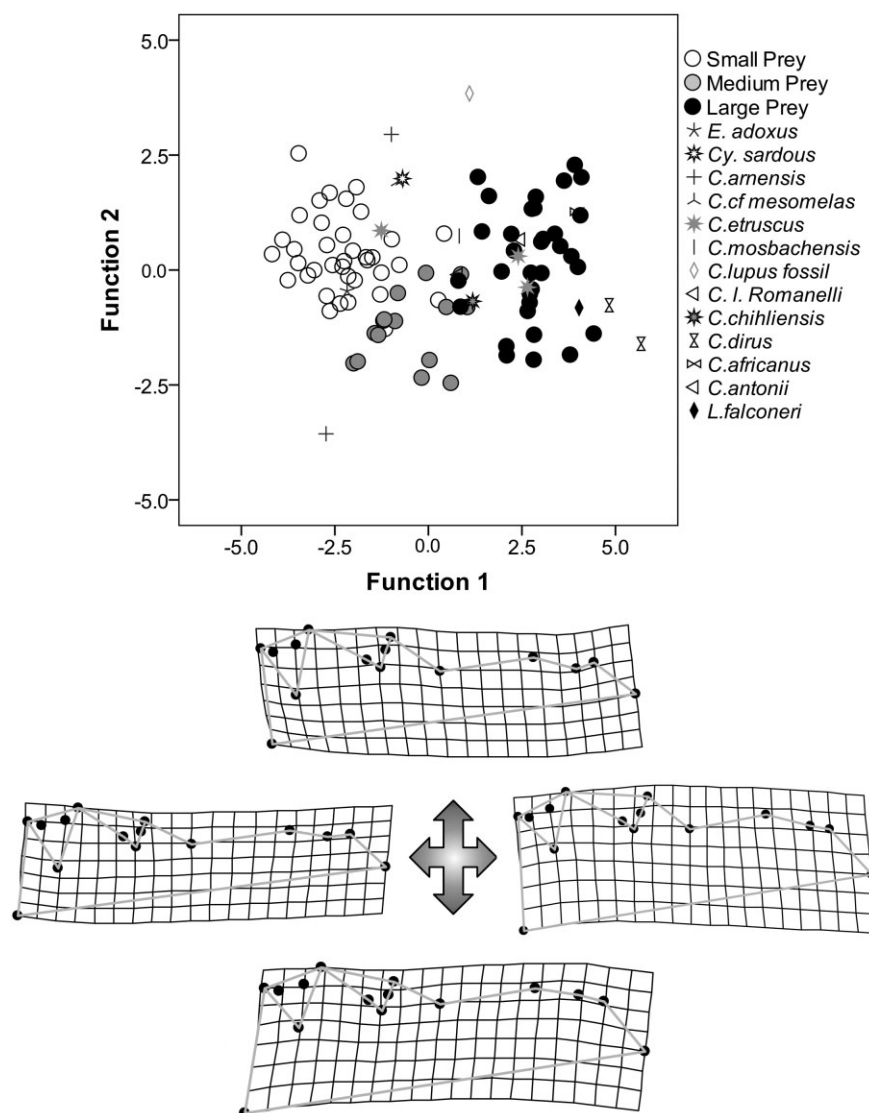 5.0
2.5
0.0
-2.5
-5.0
Function 2
-5.0
-2.5
0.0
2.5
5.0
Function 1
Small Prey
Medium Prey
Large Prey
E. adoxus
Cy. sardous
C.arnensis
C.cf mesomelas
C.etruscus
C.mosbachensis
C.lupus fossil
C. l. Romanelli
C.chihliensis
C.dirus
C.africanus
C.antonii
L.falconeri